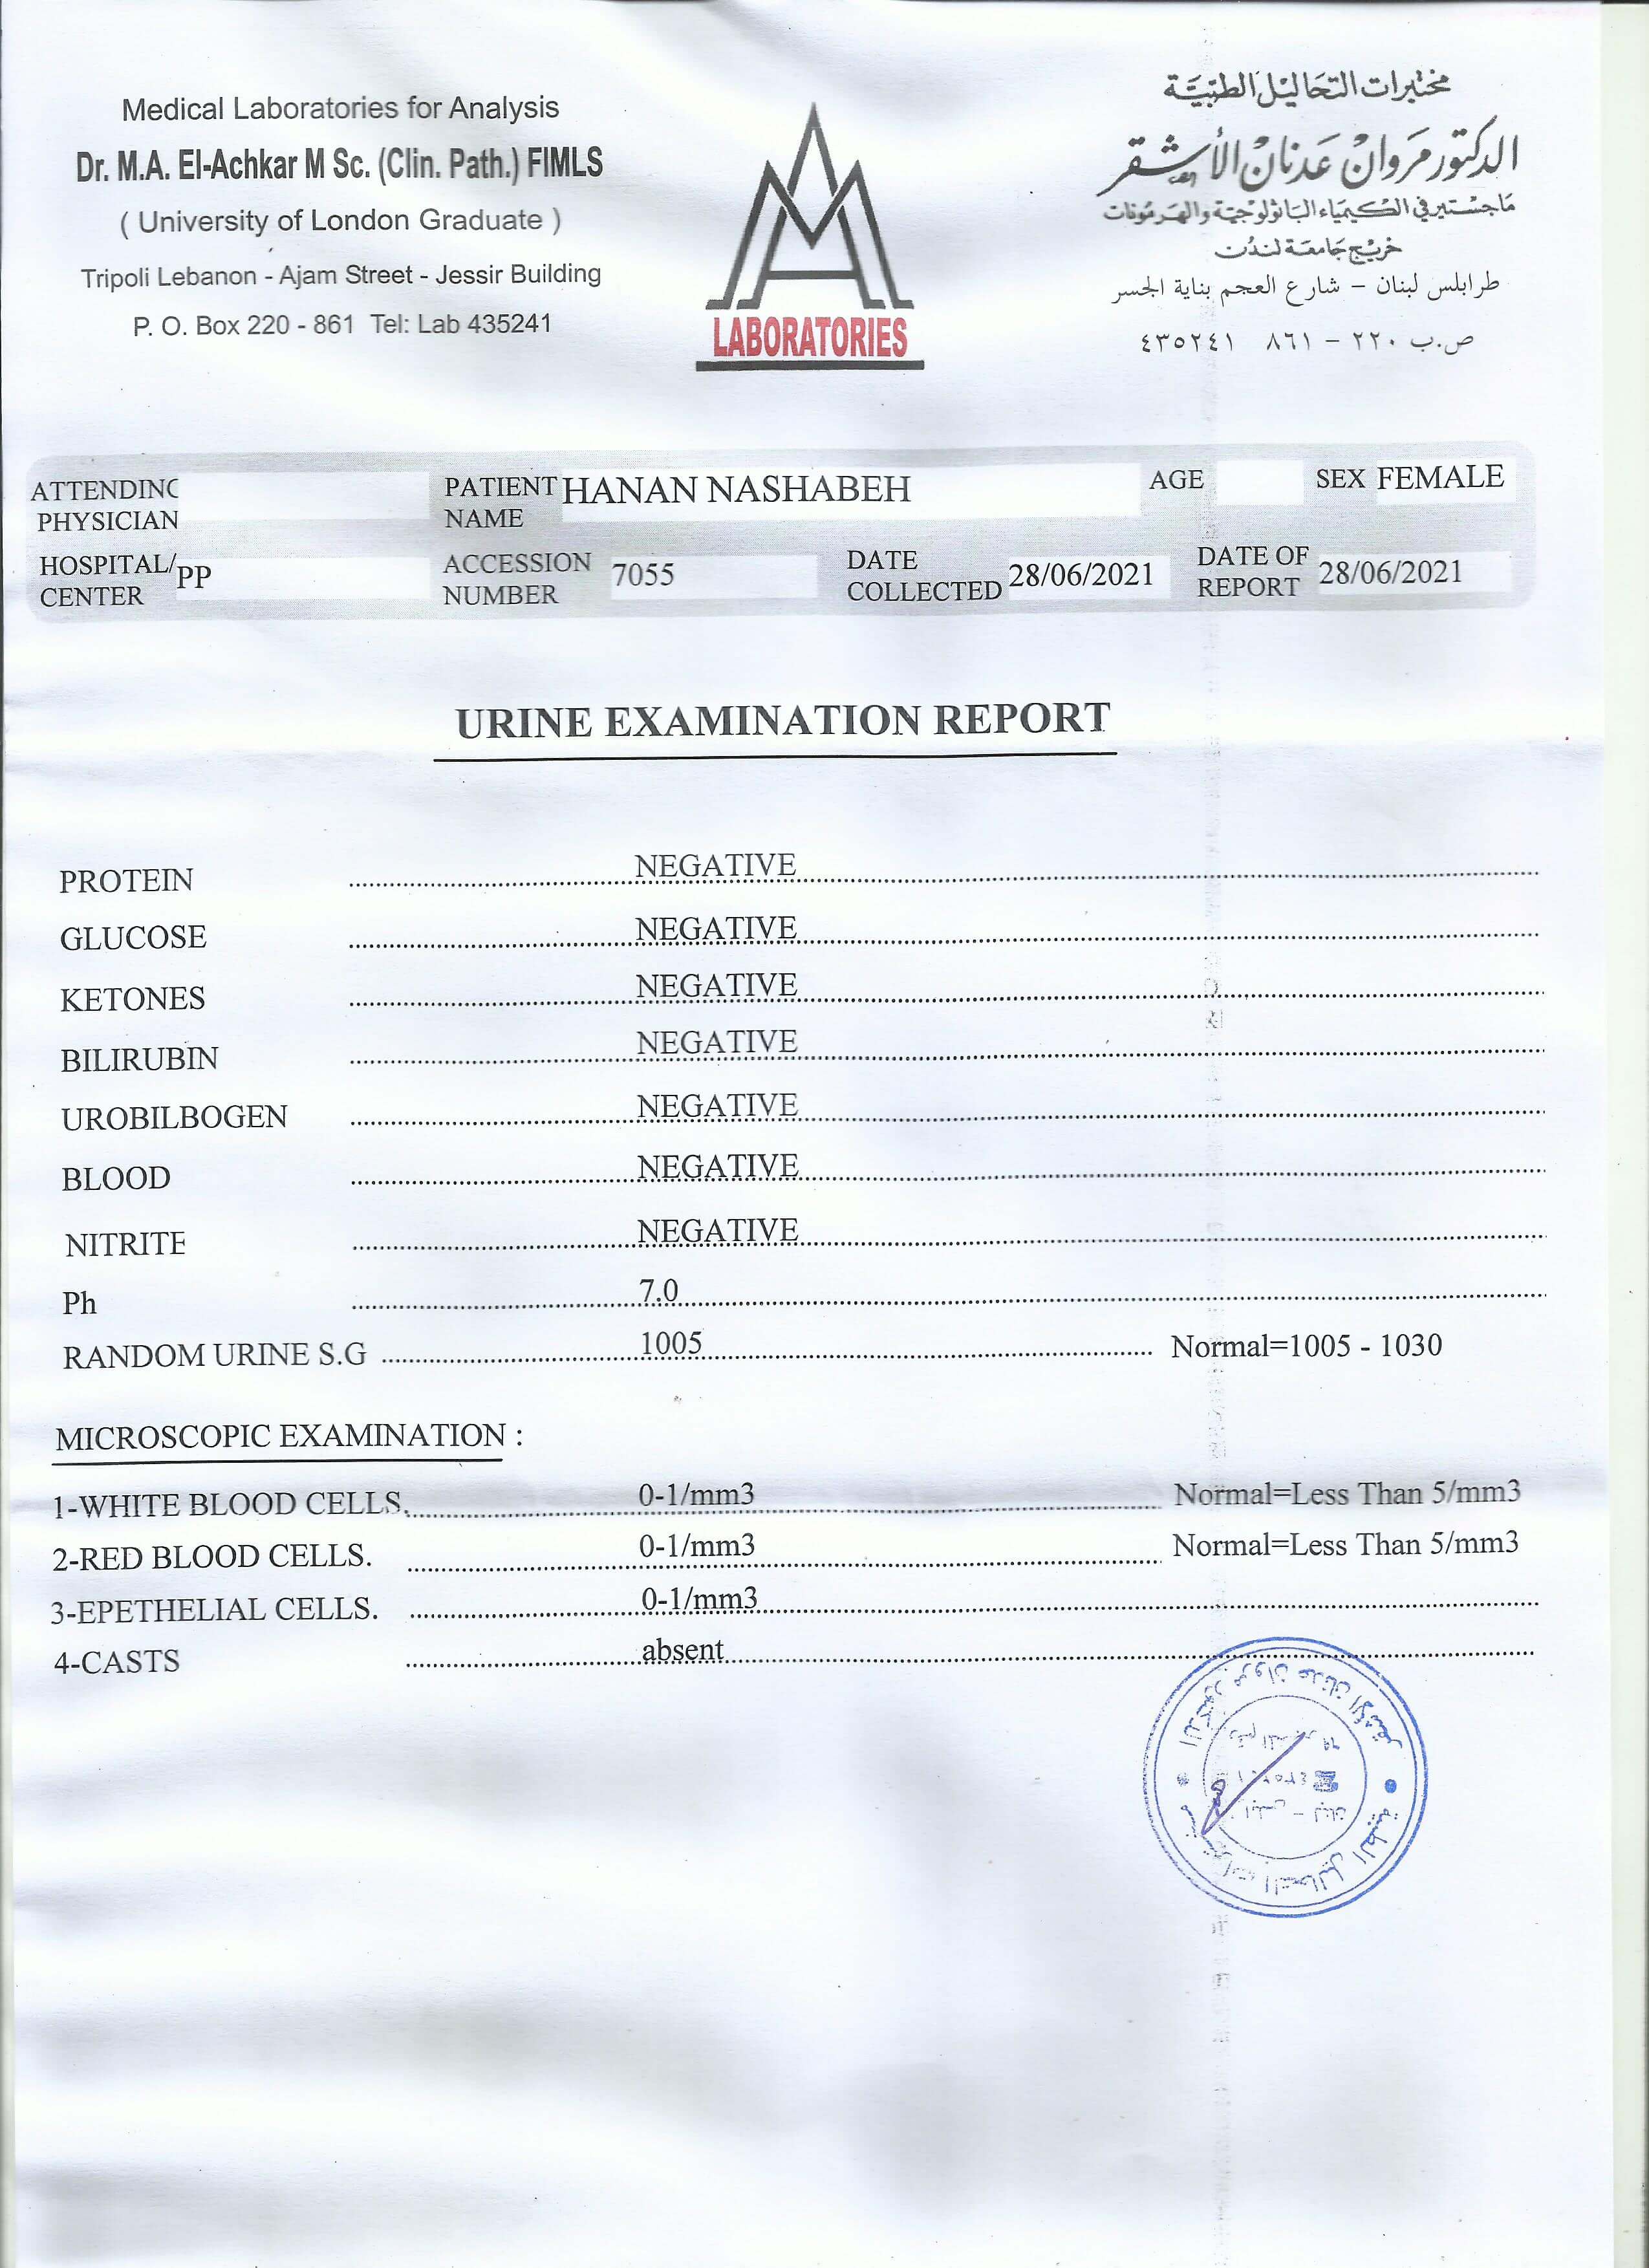 Medical Laboratories for Analysis
Dr. M.A. El-Achkar M Sc. (Clin. Path.) FIMLS
( University of London Graduate )
Tripoli Lebanon - Ajam Street - Jessir Building
P. O. Box 220 - 861 Tel: Lab 435241
LABORATORIES
مختبرات التحاليل الطبية
الدكتور مروان عدنان الأشقر
ماجستير في الكيمياء الباثولوجية والهرمونات
خريج جامعة لندن
طرابلس لبنان – شارع العجم بناية الجسر
ص.ب ٢٢٠ – ٨٦١ ٤٣٥٢٤١
ATTENDING PHYSICIAN
PATIENT NAME HANAN NASHABEH
AGE
SEX FEMALE
HOSPITAL/ CENTER PP
ACCESSION NUMBER 7055
DATE COLLECTED 28/06/2021
DATE OF REPORT 28/06/2021
URINE EXAMINATION REPORT
PROTEIN NEGATIVE
GLUCOSE NEGATIVE
KETONES NEGATIVE
BILIRUBIN NEGATIVE
UROBILBOGEN NEGATIVE
BLOOD NEGATIVE
NITRITE NEGATIVE
Ph 7.0
RANDOM URINE S.G 1005 Normal=1005 - 1030
MICROSCOPIC EXAMINATION :
1-WHITE BLOOD CELLS. 0-1/mm3 Normal=Less Than 5/mm3
2-RED BLOOD CELLS. 0-1/mm3 Normal=Less Than 5/mm3
3-EPETHELIAL CELLS. 0-1/mm3
4-CASTS absent
الدكتور مروان عدنان الأشقر